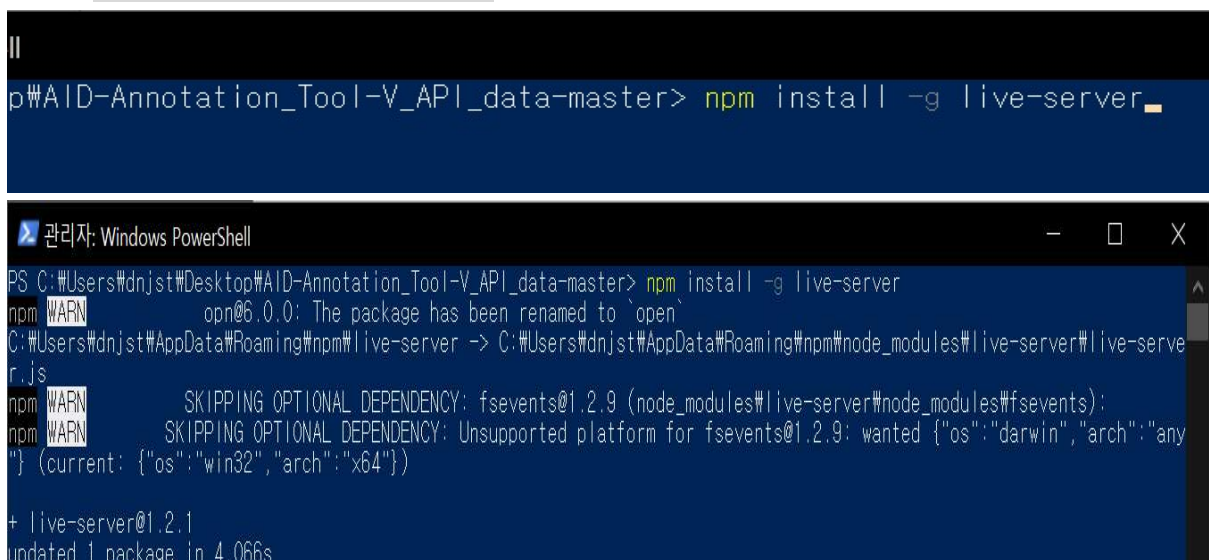 ll
p₩AID-Annotation_Tool-V_API_data-master> npm install -g live-server
관리자: Windows PowerShell
PS C:₩Users₩dnjst₩Desktop₩AID-Annotation_Tool-V_API_data-master> npm install -g live-server
npm WARN opn@6.0.0: The package has been renamed to `open`
C:₩Users₩dnjst₩AppData₩Roaming₩npm₩live-server -> C:₩Users₩dnjst₩AppData₩Roaming₩npm₩node_modules₩live-server₩live-serve
r.js
npm WARN SKIPPING OPTIONAL DEPENDENCY: fsevents@1.2.9 (node_modules₩live-server₩node_modules₩fsevents):
npm WARN SKIPPING OPTIONAL DEPENDENCY: Unsupported platform for fsevents@1.2.9: wanted {"os":"darwin","arch":"any
"} (current: {"os":"win32","arch":"x64"})
+ live-server@1.2.1
updated 1 package in 4.066s